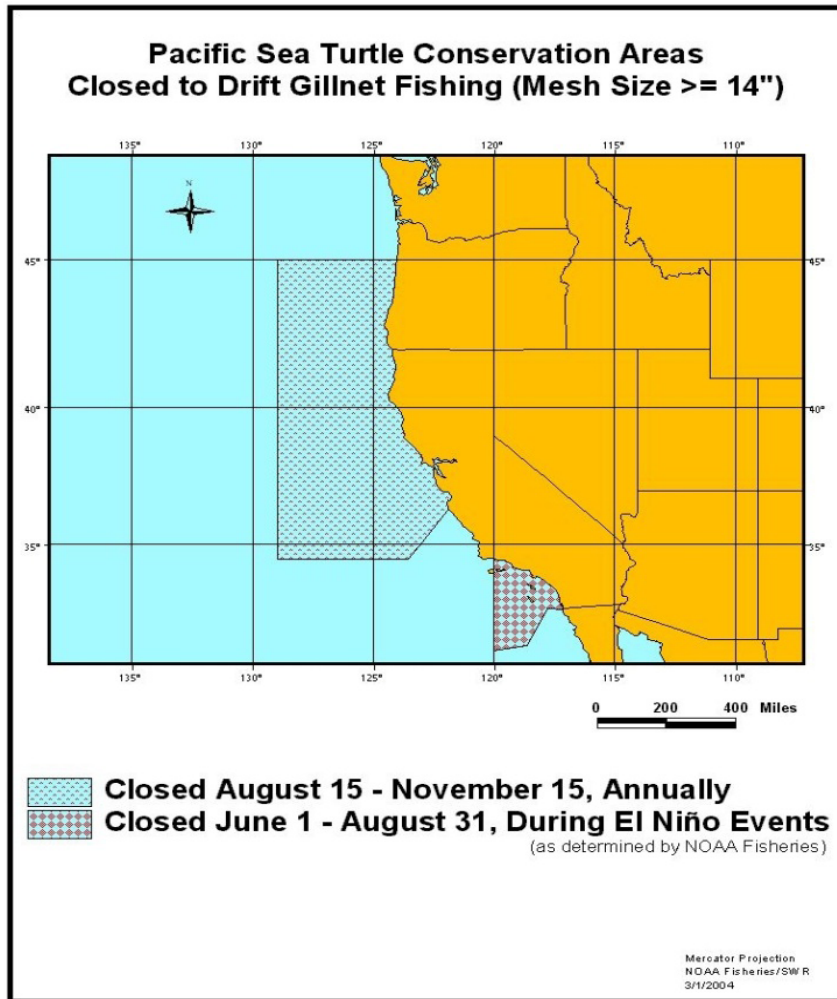 Pacific Sea Turtle Conservation Areas
Closed to Drift Gillnet Fishing (Mesh Size >= 14")
135° 130° 125° 120° 115° 110°
N
45° 45°
40° 40°
35° 35°
135° 130° 125° 120° 115° 110°
0 200 400 Miles
Closed August 15 - November 15, Annually
Closed June 1 - August 31, During El Niño Events
(as determined by NOAA Fisheries)
Mercator Projection
NOAA Fisheries/SWR
3/1/2004